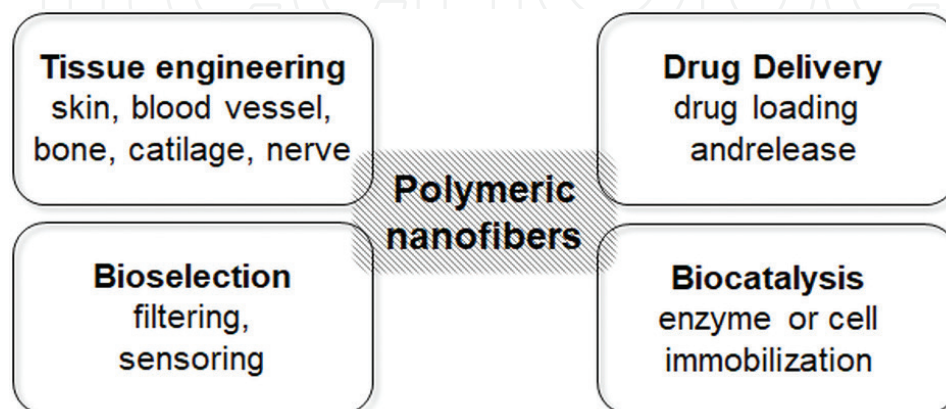 Tissue engineering
skin, blood vessel,
bone, catilage, nerve
Drug Delivery
drug loading
andrelease
Polymeric
nanofibers
Bioselection
filtering,
sensoring
Biocatalysis
enzyme or cell
immobilization